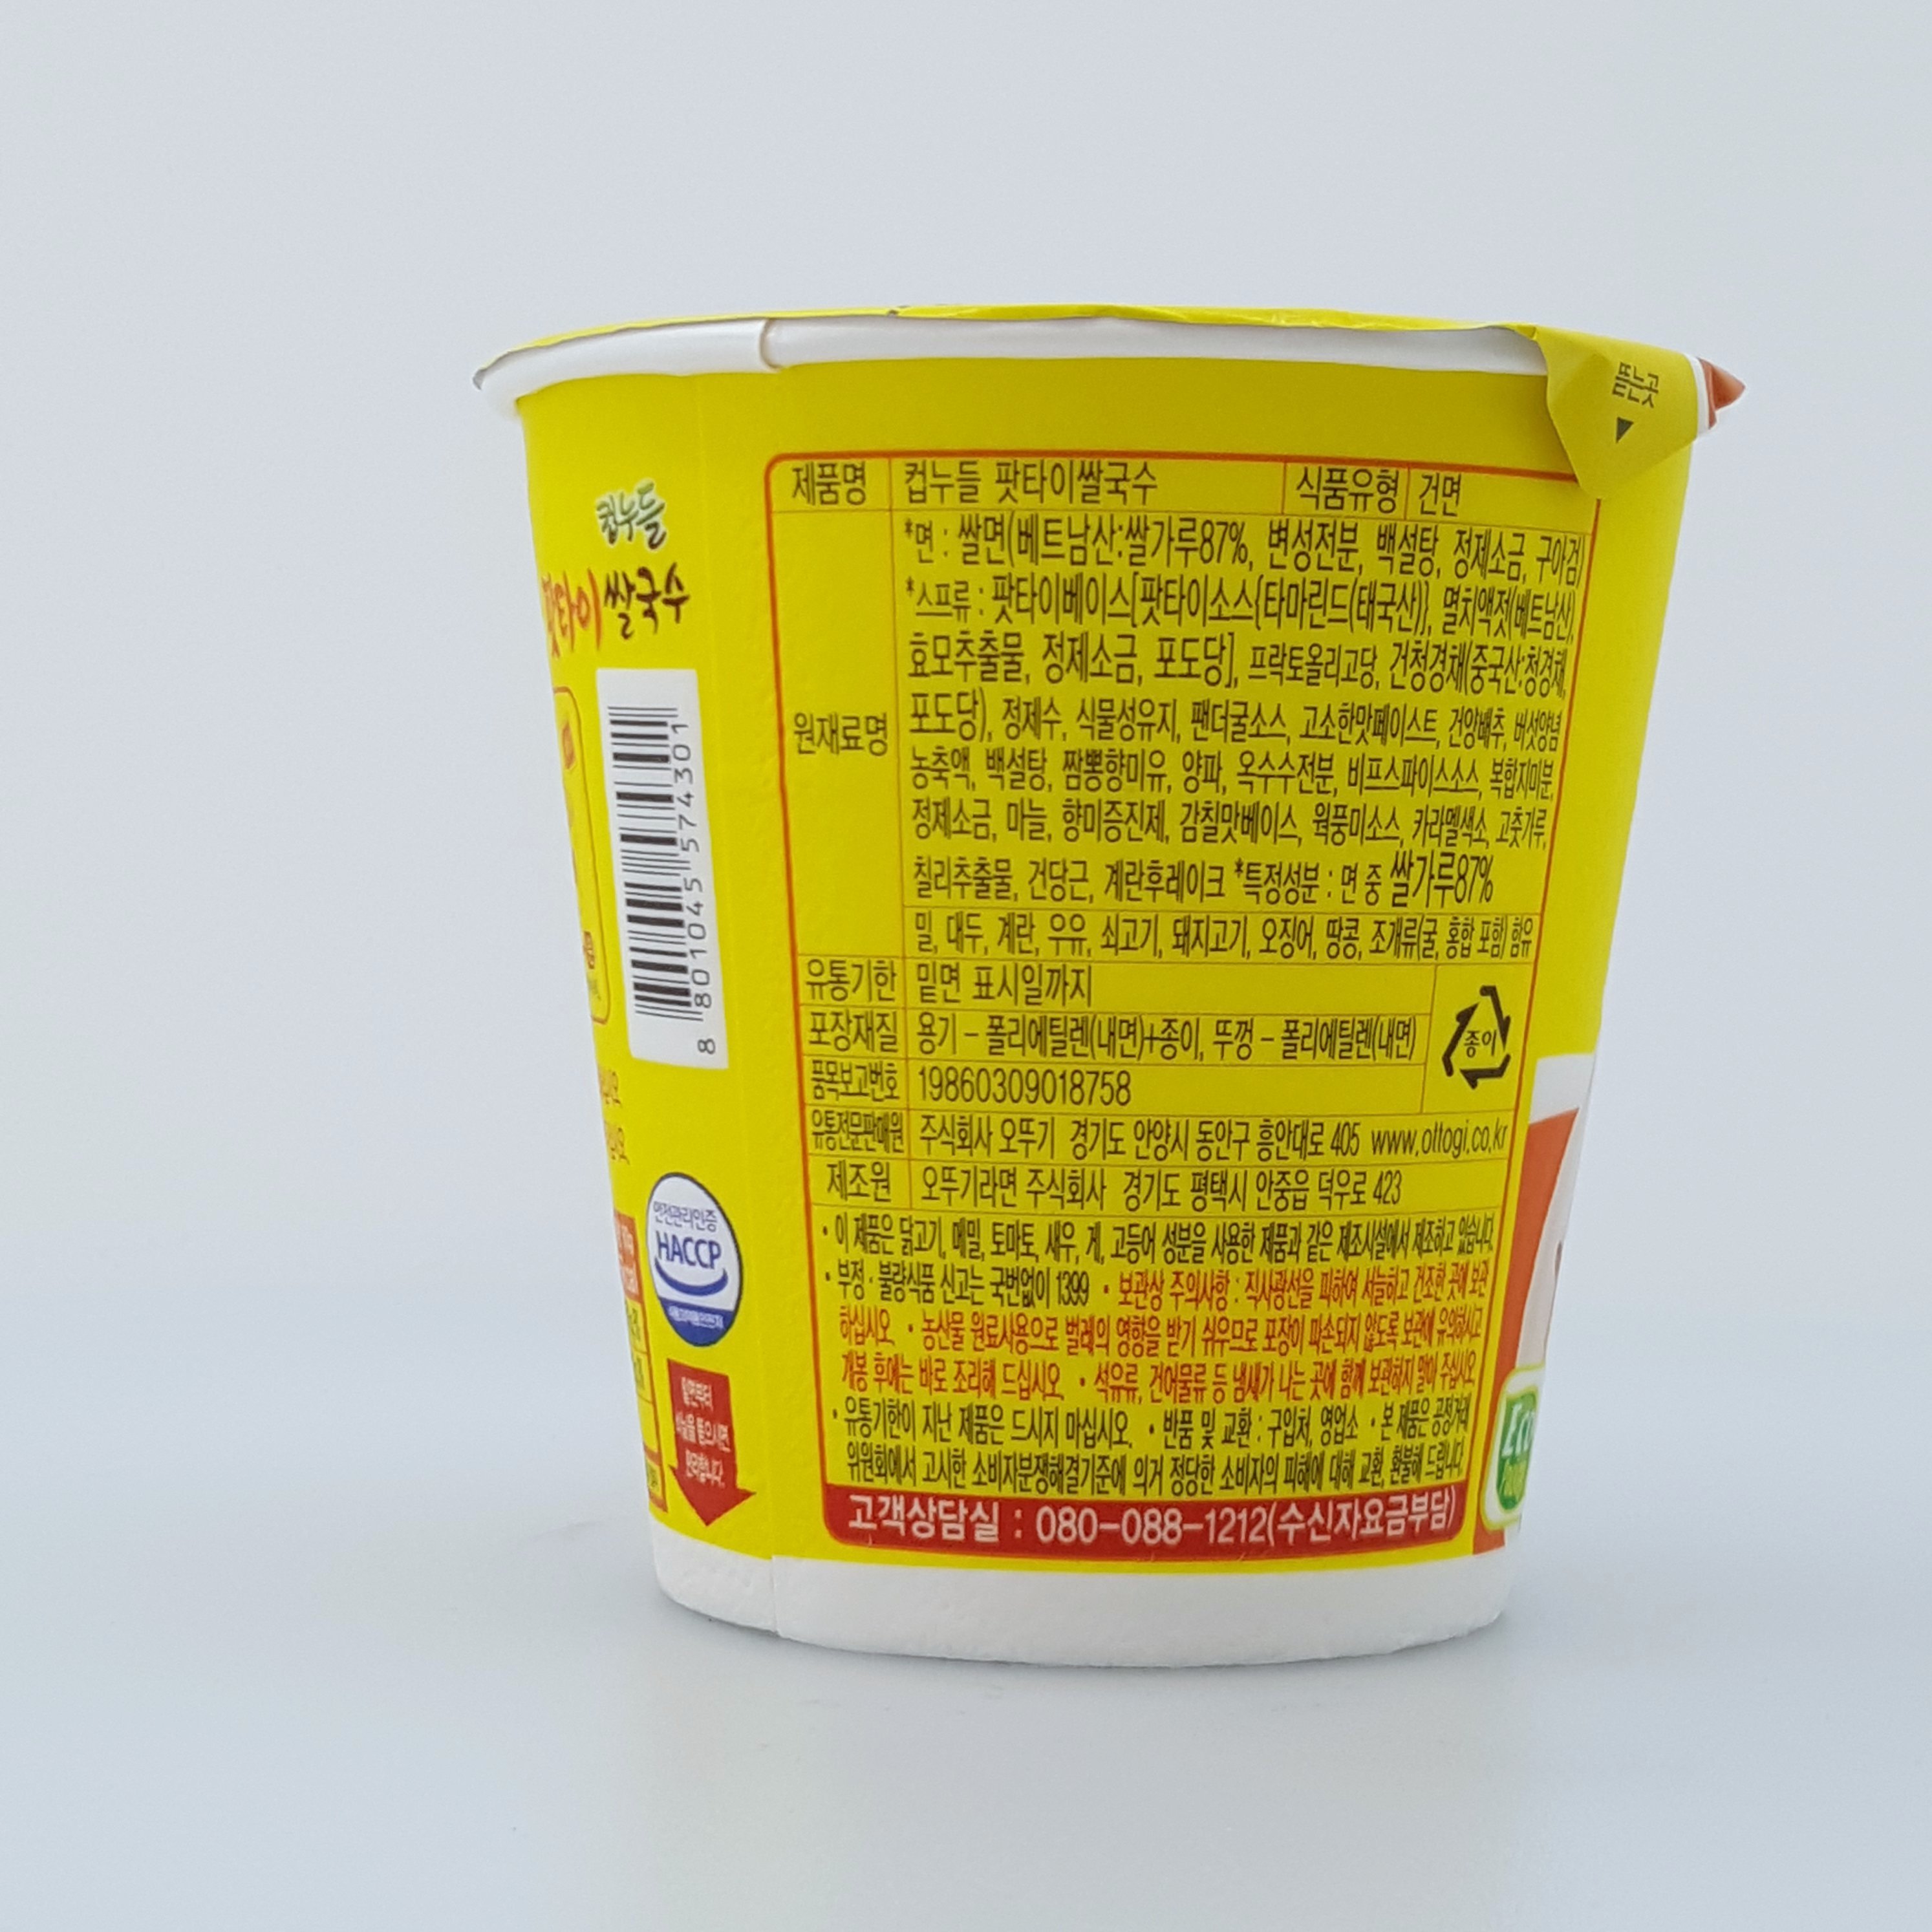 뜯는곳
컵누들
팟타이 쌀국수
8 801045 574301
안전관리인증
HACCP
제품명 컵누들 팟타이쌀국수 식품유형 건면
원재료명
*면 : 쌀면(베트남산:쌀가루87%, 변성전분, 백설탕, 정제소금, 구아검)
*스프류 : 팟타이베이스[팟타이소스{타마린드(태국산)}, 멸치액젓(베트남산),
효모추출물, 정제소금, 포도당], 프락토올리고당, 건청경채(중국산:청경채,
포도당), 정제수, 식물성유지, 팬더굴소스, 고소한맛페이스트, 건양배추, 버섯양념
농축액, 백설탕, 짬뽕향미유, 양파, 옥수수전분, 비프스파이스소스, 복합지미분,
정제소금, 마늘, 향미증진제, 감칠맛베이스, 웍풍미소스, 카라멜색소, 고춧가루,
칠리추출물, 건당근, 계란후레이크 *특정성분 : 면 중 쌀가루87%
밀, 대두, 계란, 우유, 쇠고기, 돼지고기, 오징어, 땅콩, 조개류(굴, 홍합 포함) 함유
유통기한 밑면 표시일까지
포장재질 용기 – 폴리에틸렌(내면)+종이, 뚜껑 – 폴리에틸렌(내면)
종이
품목보고번호 19860309018758
유통전문판매원 주식회사 오뚜기 경기도 안양시 동안구 흥안대로 405 www.ottogi.co.kr
제조원 오뚜기라면 주식회사 경기도 평택시 안중읍 덕우로 423
· 이 제품은 닭고기, 메밀, 토마토, 새우, 게, 고등어 성분을 사용한 제품과 같은 제조시설에서 제조하고 있습니다.
· 부정 · 불량식품 신고는 국번없이 1399 · 보관상 주의사항 : 직사광선을 피하여 서늘하고 건조한 곳에 보관
하십시오. · 농산물 원료사용으로 벌레의 영향을 받기 쉬우므로 포장이 파손되지 않도록 보관에 유의하시고
개봉 후에는 바로 조리해 드십시오. · 석유류, 건어물류 등 냄새가 나는 곳에 함께 보관하지 말아 주십시오.
· 유통기한이 지난 제품은 드시지 마십시오. · 반품 및 교환 : 구입처, 영업소 · 본 제품은 공정거래
위원회에서 고시한 소비자분쟁해결기준에 의거 정당한 소비자의 피해에 대해 교환, 환불해 드립니다.
고객상담실 : 080–088–1212(수신자요금부담)